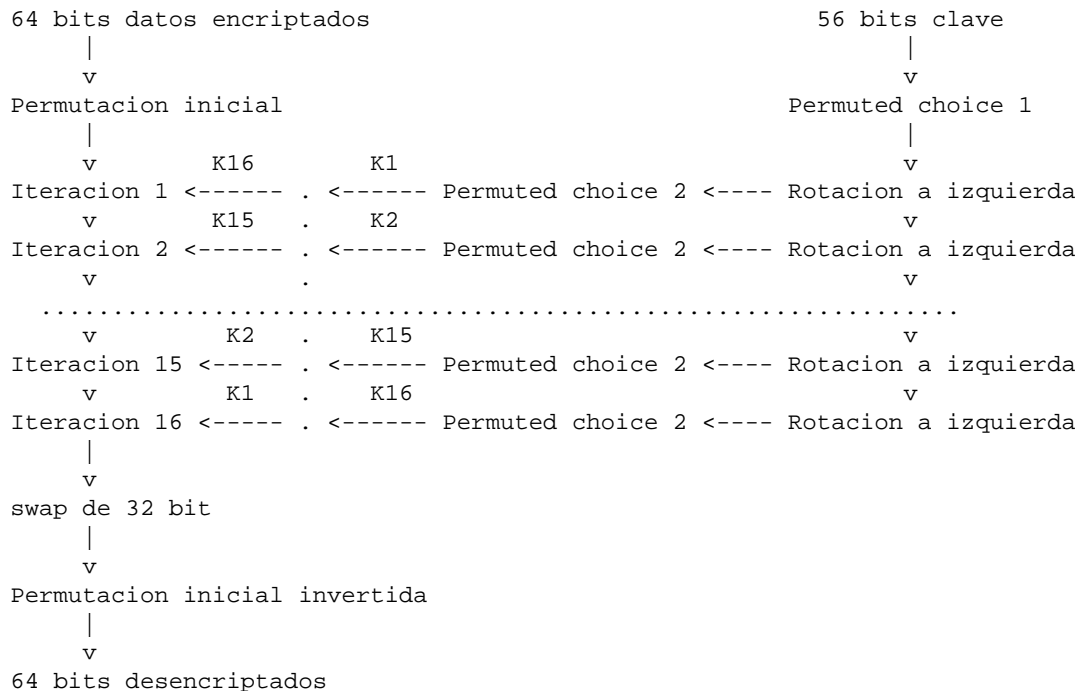 64 bits datos encriptados                              56 bits clave
     |                                                       |
     v                                                       v
Permutacion inicial                                 Permuted choice 1
     |                                                       |
     v       K16       K1                                    v
Iteracion 1 <------ . <------ Permuted choice 2 <---- Rotacion a izquierda
     v       K15   .   K2                                    v
Iteracion 2 <------ . <------ Permuted choice 2 <---- Rotacion a izquierda
     v             .                                         v
  ................................................................
     v        K2   .   K15                                   v
Iteracion 15 <----- . <------ Permuted choice 2 <---- Rotacion a izquierda
     v        K1   .   K16                                   v
Iteracion 16 <----- . <------ Permuted choice 2 <---- Rotacion a izquierda
     |
     v
swap de 32 bit
     |
     v
Permutacion inicial invertida
     |
     v
64 bits desencriptados